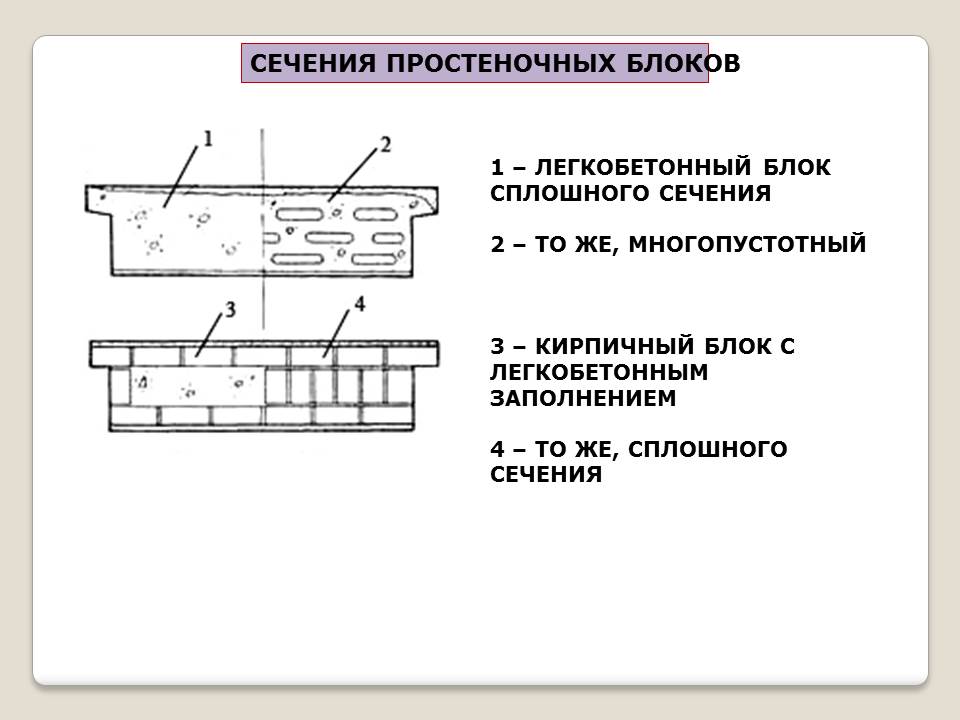 СЕЧЕНИЯ ПРОСТЕНОЧНЫХ БЛОКОВ
1
2
1 – ЛЕГКОБЕТОННЫЙ БЛОК
СПЛОШНОГО СЕЧЕНИЯ
2 – ТО ЖЕ, МНОГОПУСТОТНЫЙ
3
4
3 – КИРПИЧНЫЙ БЛОК С
ЛЕГКОБЕТОННЫМ
ЗАПОЛНЕНИЕМ
4 – ТО ЖЕ, СПЛОШНОГО
СЕЧЕНИЯ